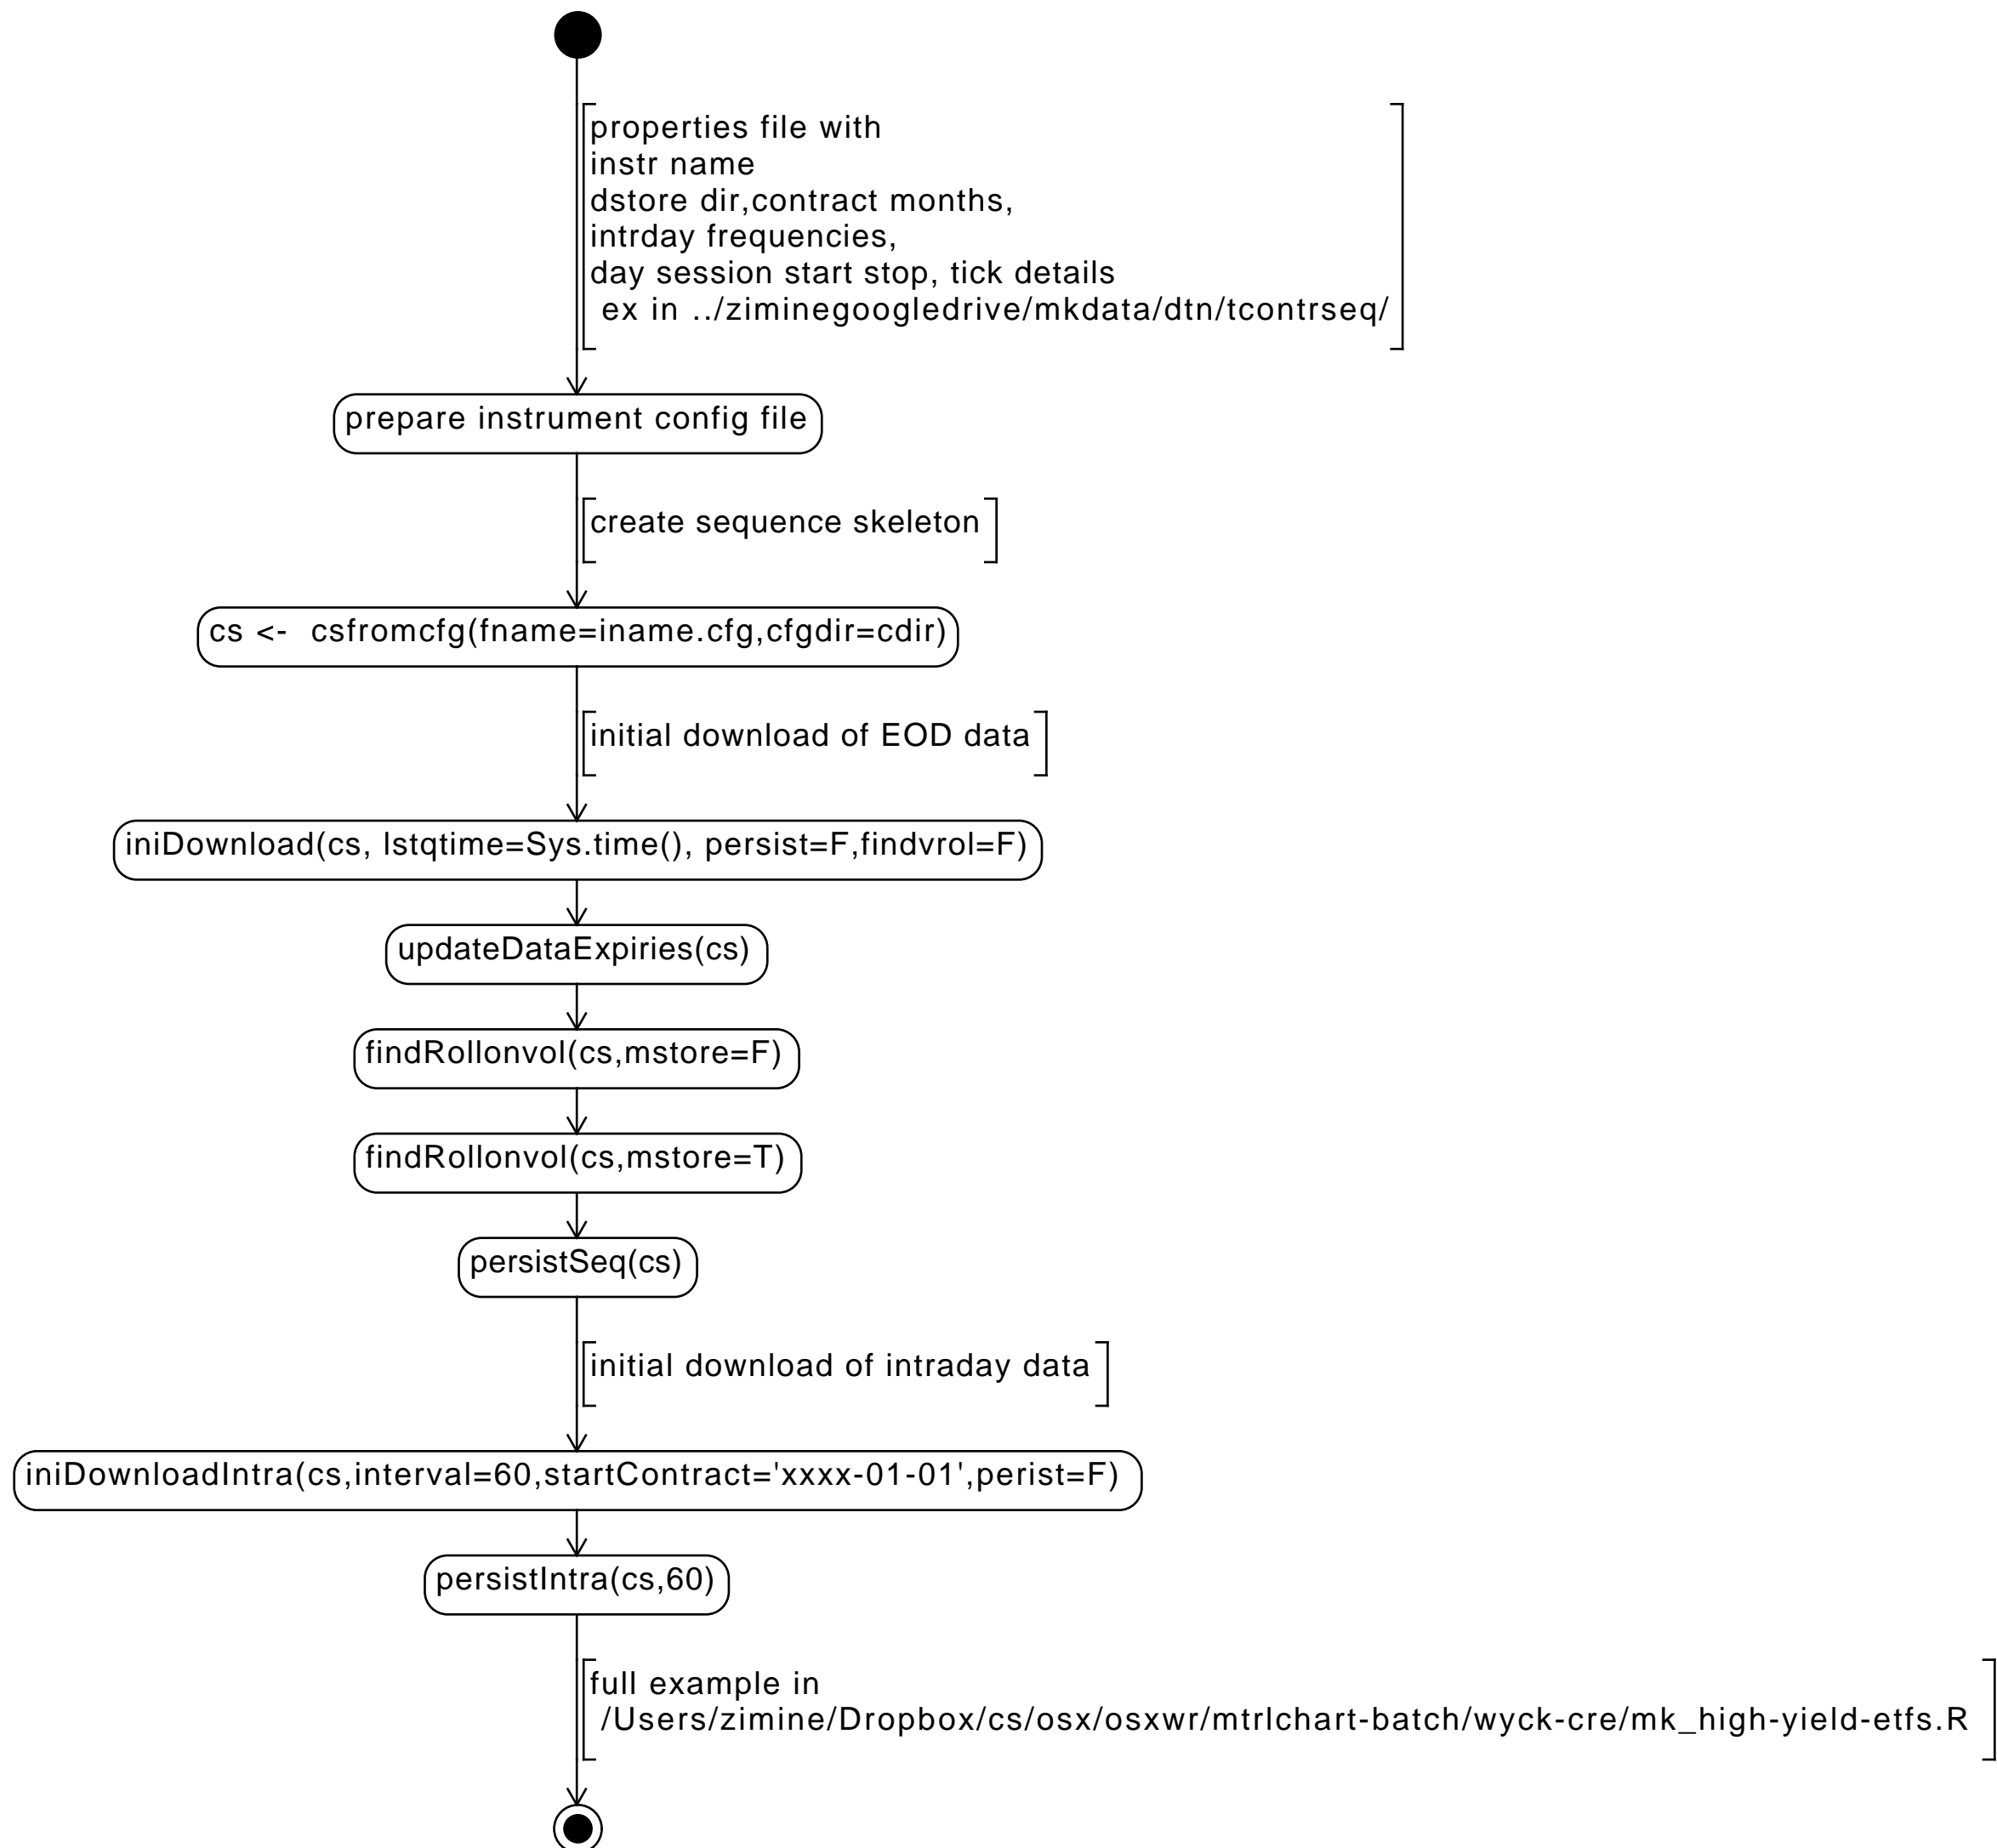 properties file with
instr name
dstore dir,contract months,
intrday frequencies,
day session start stop, tick details
ex in ../ziminegoogledrive/mkdata/dtn/tcontrseq/
prepare instrument config file
create sequence skeleton
cs <-  csfromcfg(fname=iname.cfg,cfgdir=cdir)
initial download of EOD data
iniDownload(cs, lstqtime=Sys.time(), persist=F,findvrol=F)
updateDataExpiries(cs)
findRollonvol(cs,mstore=F)
findRollonvol(cs,mstore=T)
persistSeq(cs)
initial download of intraday data
iniDownloadIntra(cs,interval=60,startContract='xxxx-01-01',perist=F)
persistIntra(cs,60)
full example in
/Users/zimine/Dropbox/cs/osx/osxwr/mtrlchart-batch/wyck-cre/mk_high-yield-etfs.R